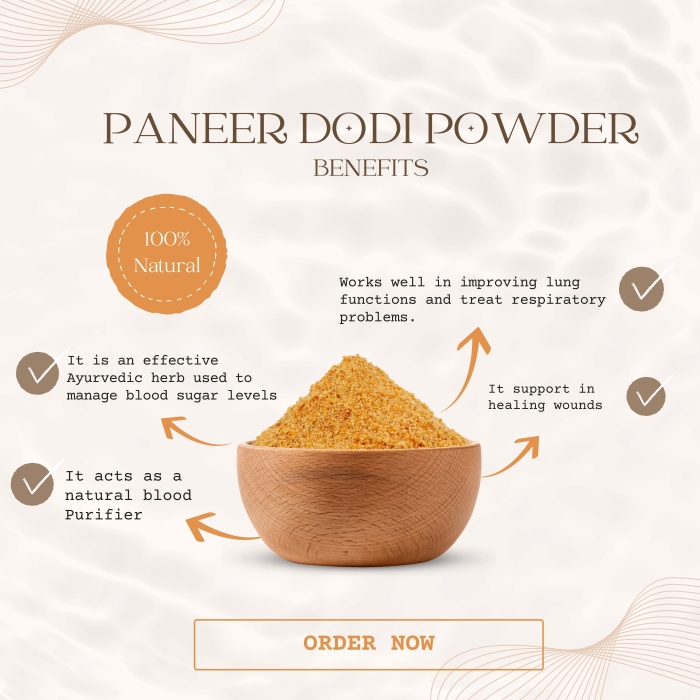 PANEER DODI POWDER
BENEFITS
100%
Natural
Works well in improving lung
functions and treat respiratory
problems.
It is an effective
Ayurvedic herb used to
manage blood sugar levels
It support in
healing wounds
It acts as a
natural blood
Purifier
ORDER NOW